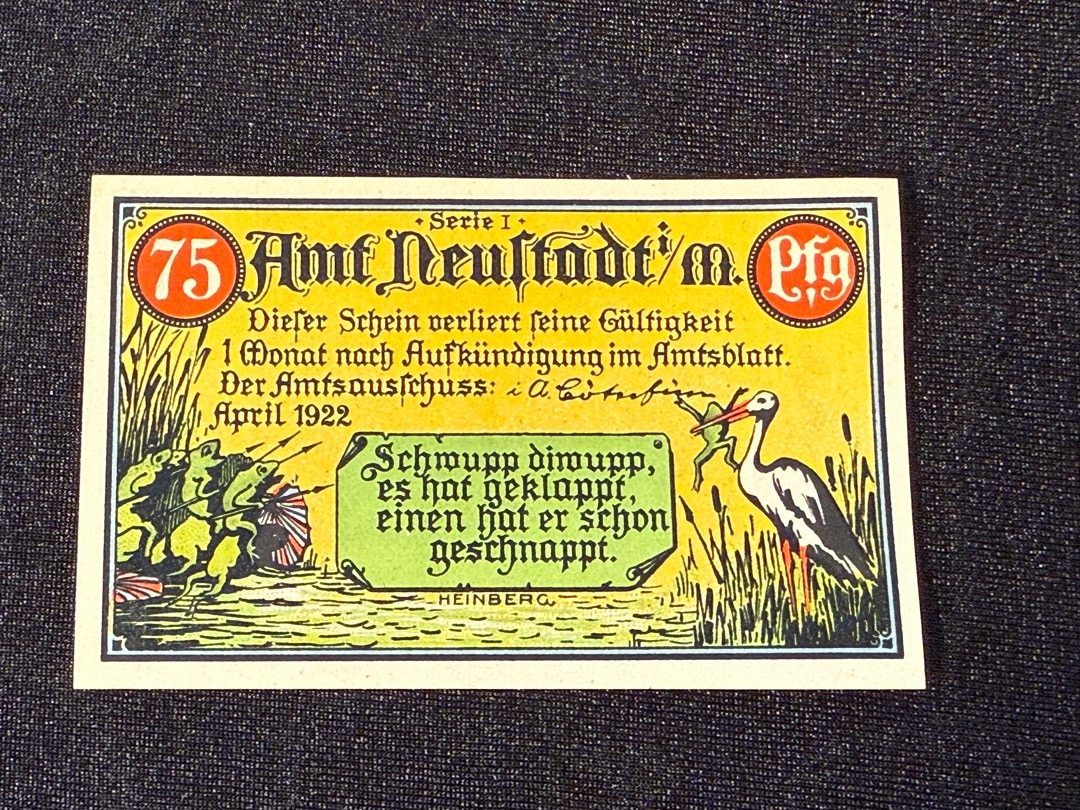 · Serie I ·
75 Amt Neuſtadt i/m. Pfg
Dieſer Schein verliert ſeine Gültigkeit
1 Monat nach Aufkündigung im Amtsblatt.
Der Amtsausſchuss: i. A.
April 1922
Schwupp diwupp,
es hat geklappt,
einen hat er schon
geschnappt.
HEINBERG